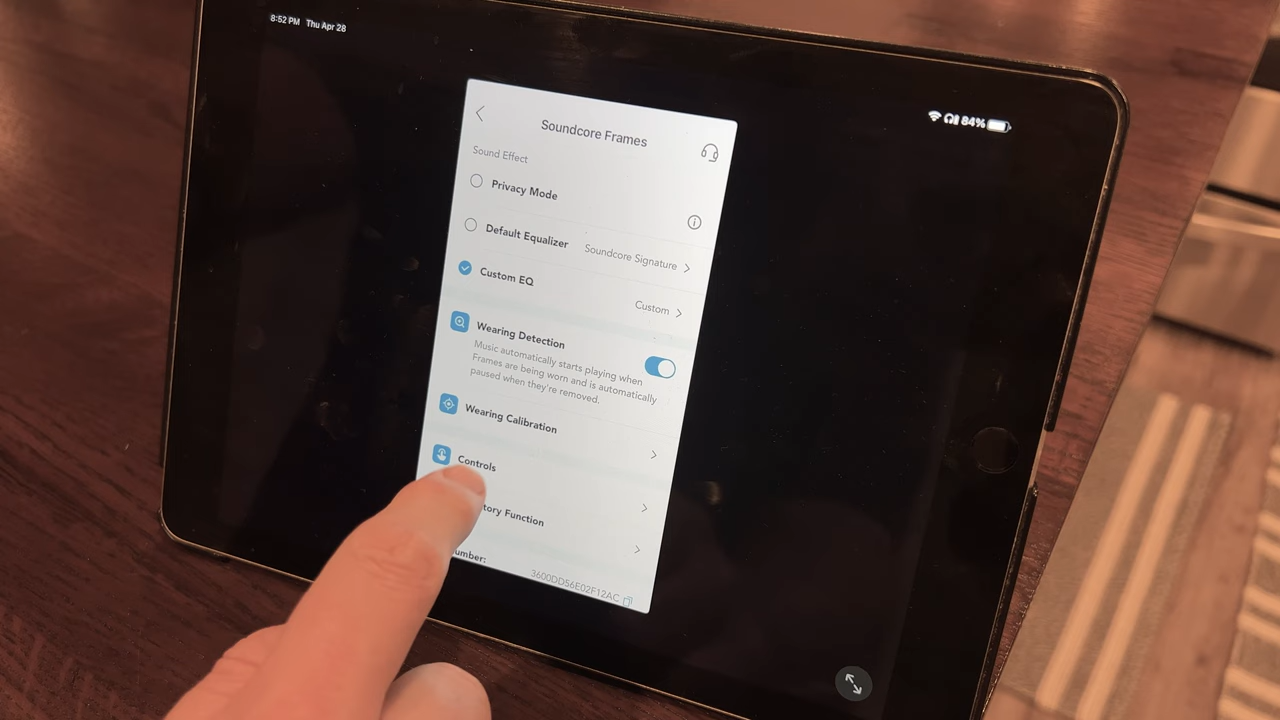 8:52 PM Thu Apr 28
84%
Soundcore Frames
Sound Effect
Privacy Mode
Default Equalizer Soundcore Signature
Custom EQ
Custom
Wearing Detection
Music automatically starts playing when
Frames are being worn and is automatically
paused when they're removed.
Wearing Calibration
Controls
tory Function
umber:
3600DD56E02F12AC